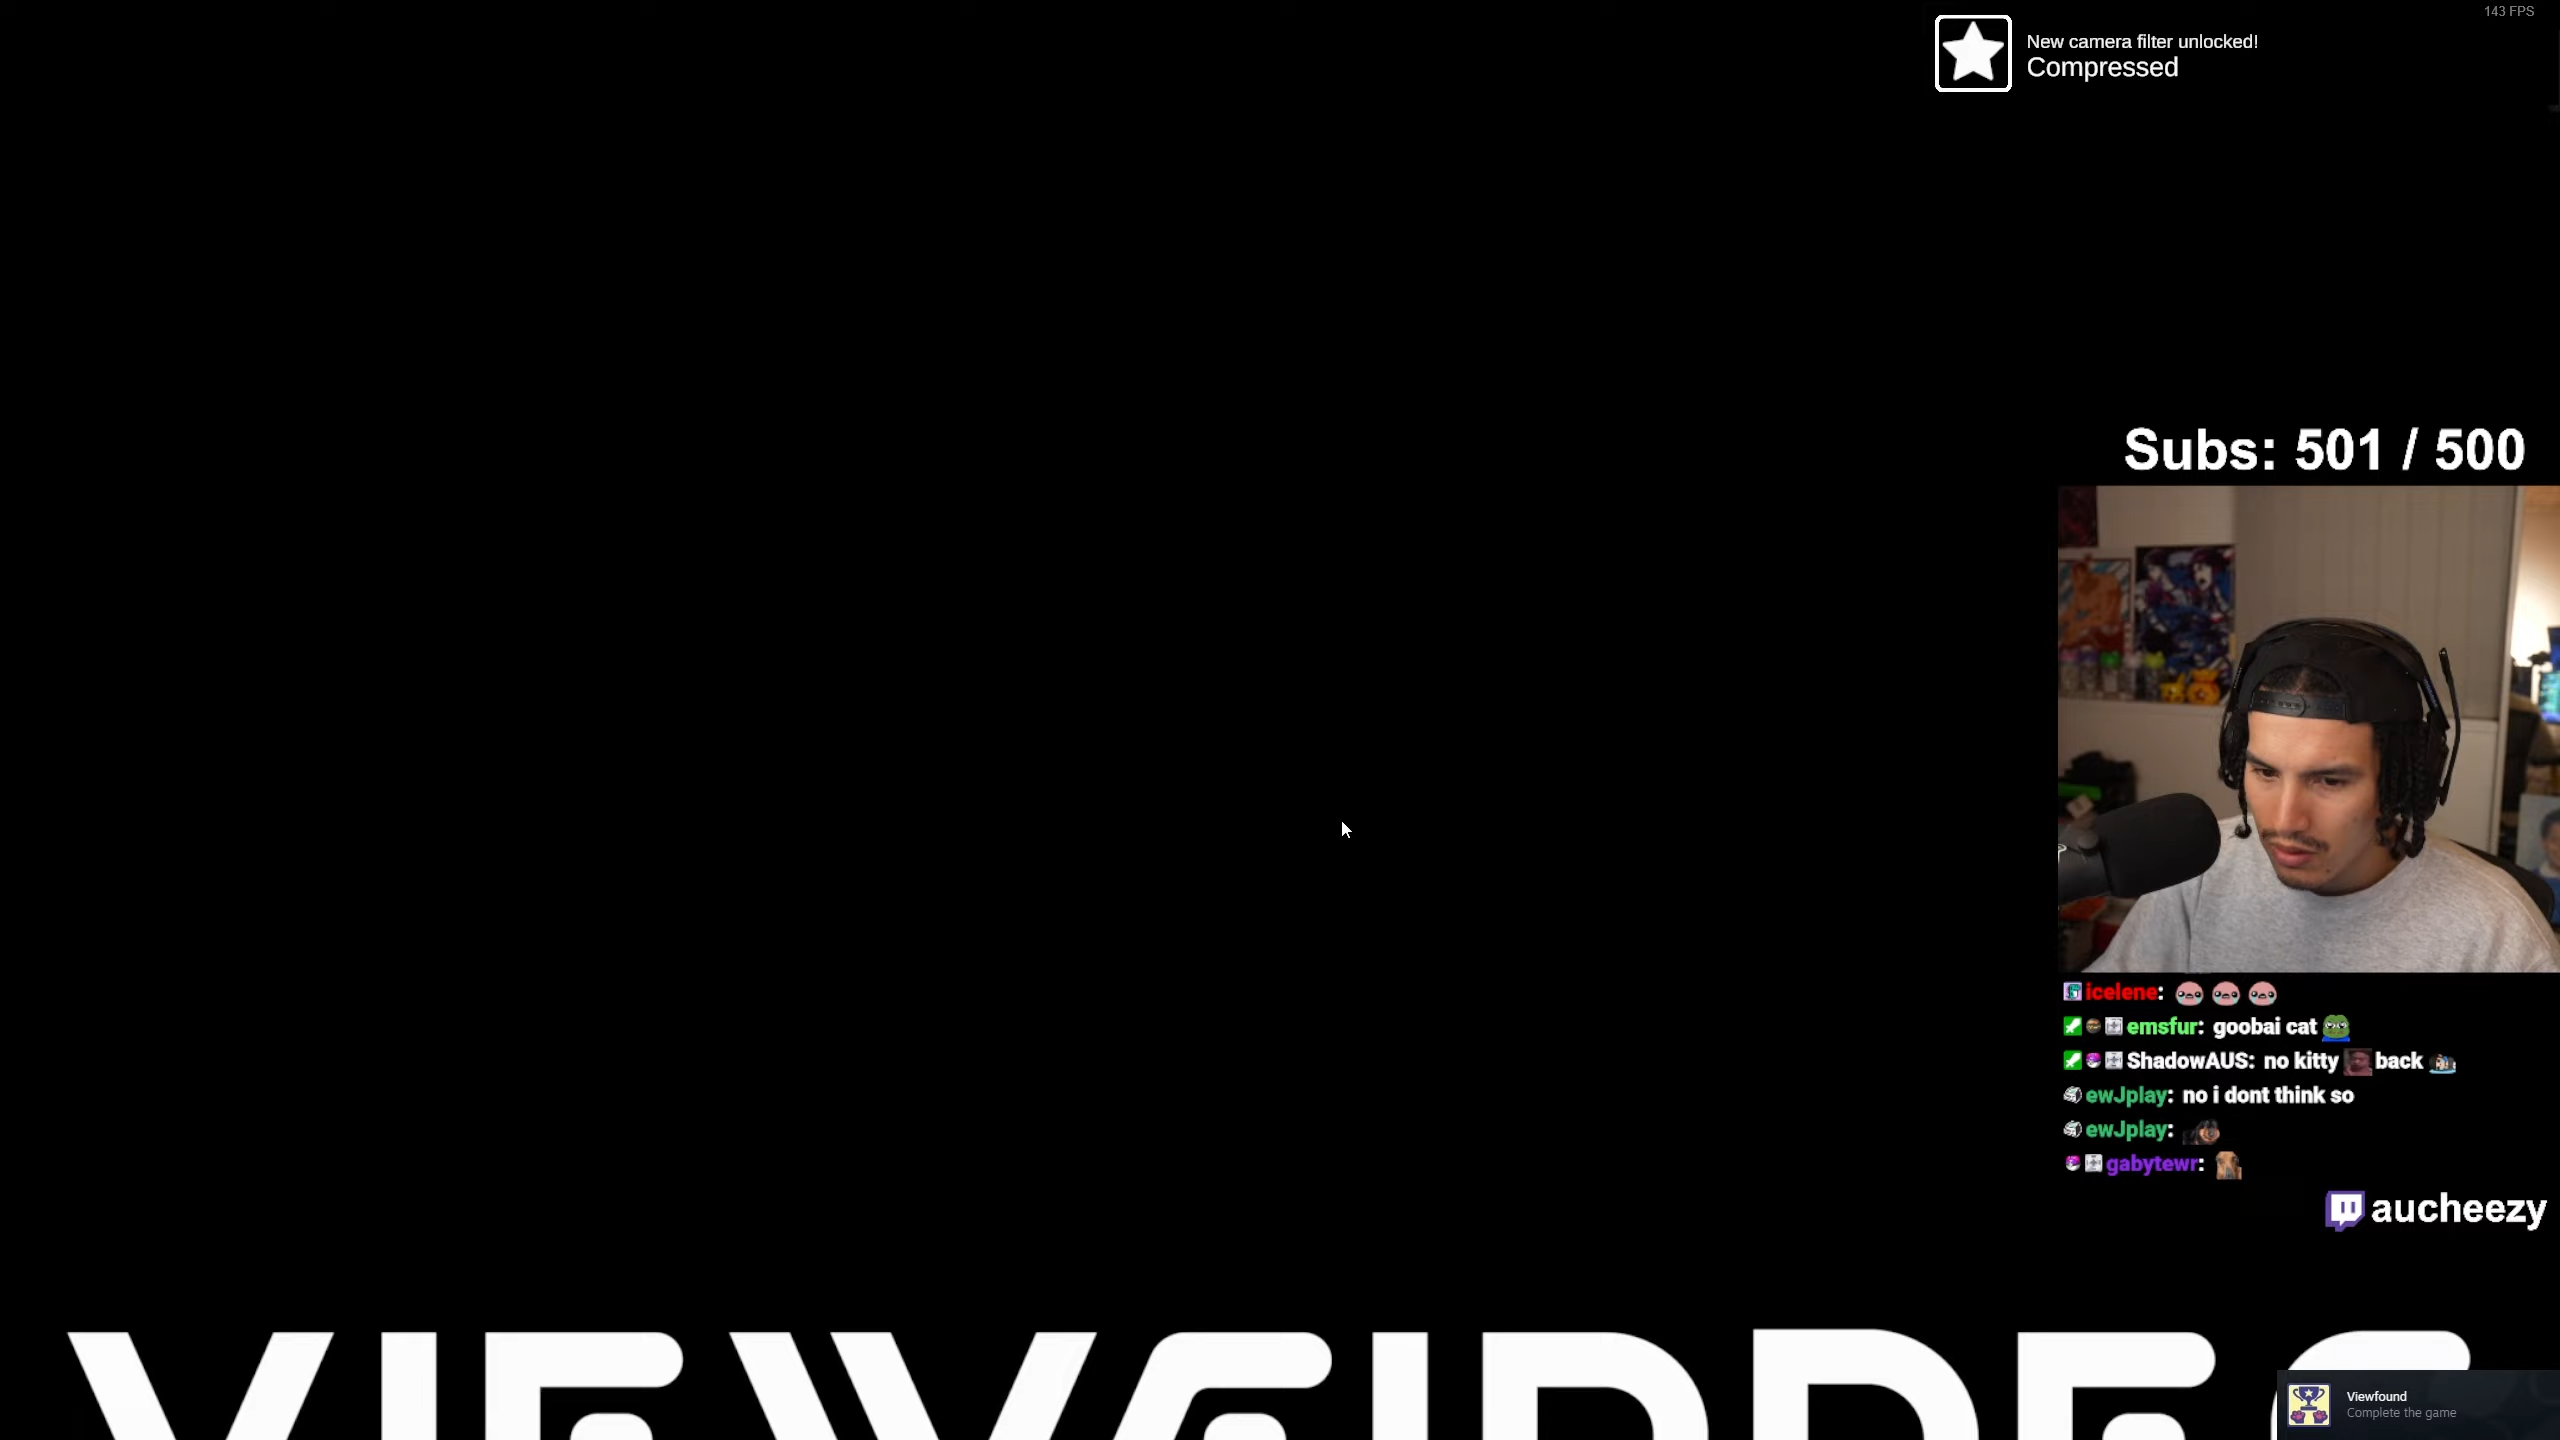 143 FPS
New camera filter unlocked!
Compressed
Subs: 501 / 500
icelene:
emsfur: goobai cat
ShadowAUS: no kitty back
ewJplay: no i dont think so
ewJplay:
gabytewr:
aucheezy
Viewfound
Complete the game